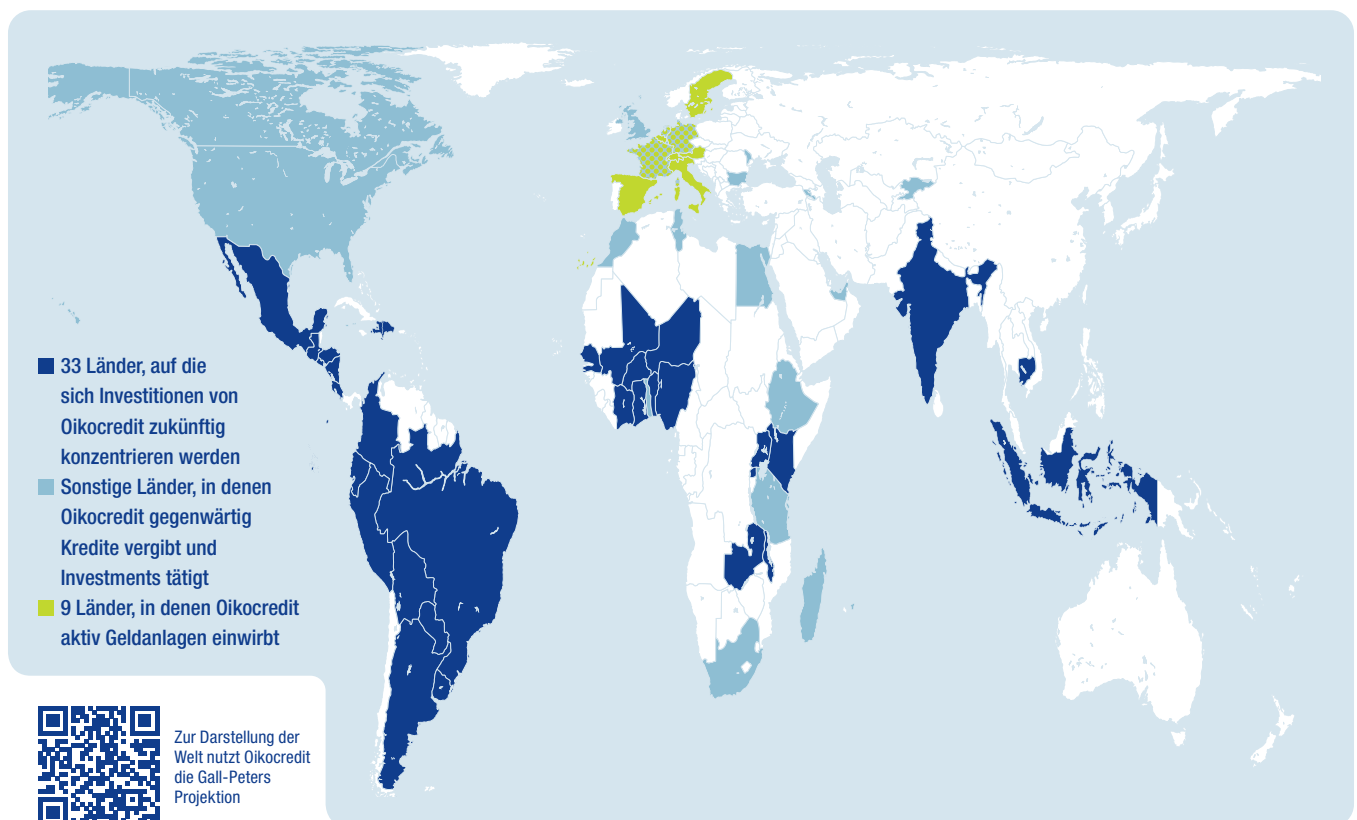 33 Länder, auf die
sich Investitionen von
Oikocredit zukünftig
konzentrieren werden
Sonstige Länder, in denen
Oikocredit gegenwärtig
Kredite vergibt und
Investments tätigt
9 Länder, in denen Oikocredit
aktiv Geldanlagen einwirbt
Zur Darstellung der
Welt nutzt Oikocredit
die Gall-Peters
Projektion